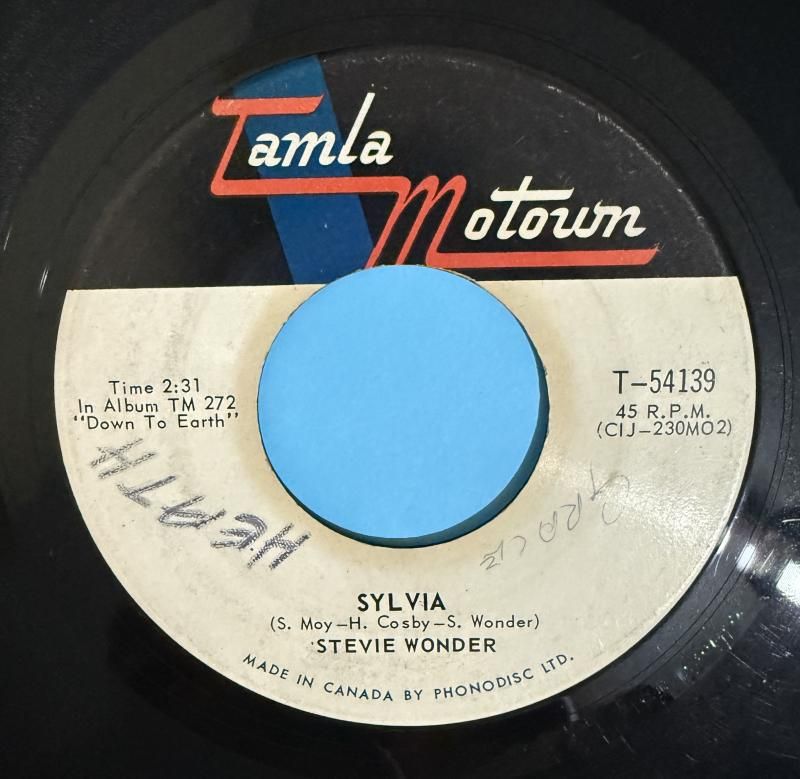 Tamla
Motown
Time 2:31
In Album TM 272
"Down To Earth"
T-54139
45 R.P.M.
(CIJ-230MO2)
HEATH
GRACIE
SYLVIA
(S. Moy-H. Cosby-S. Wonder)
STEVIE WONDER
MADE IN CANADA BY PHONODISC LTD.